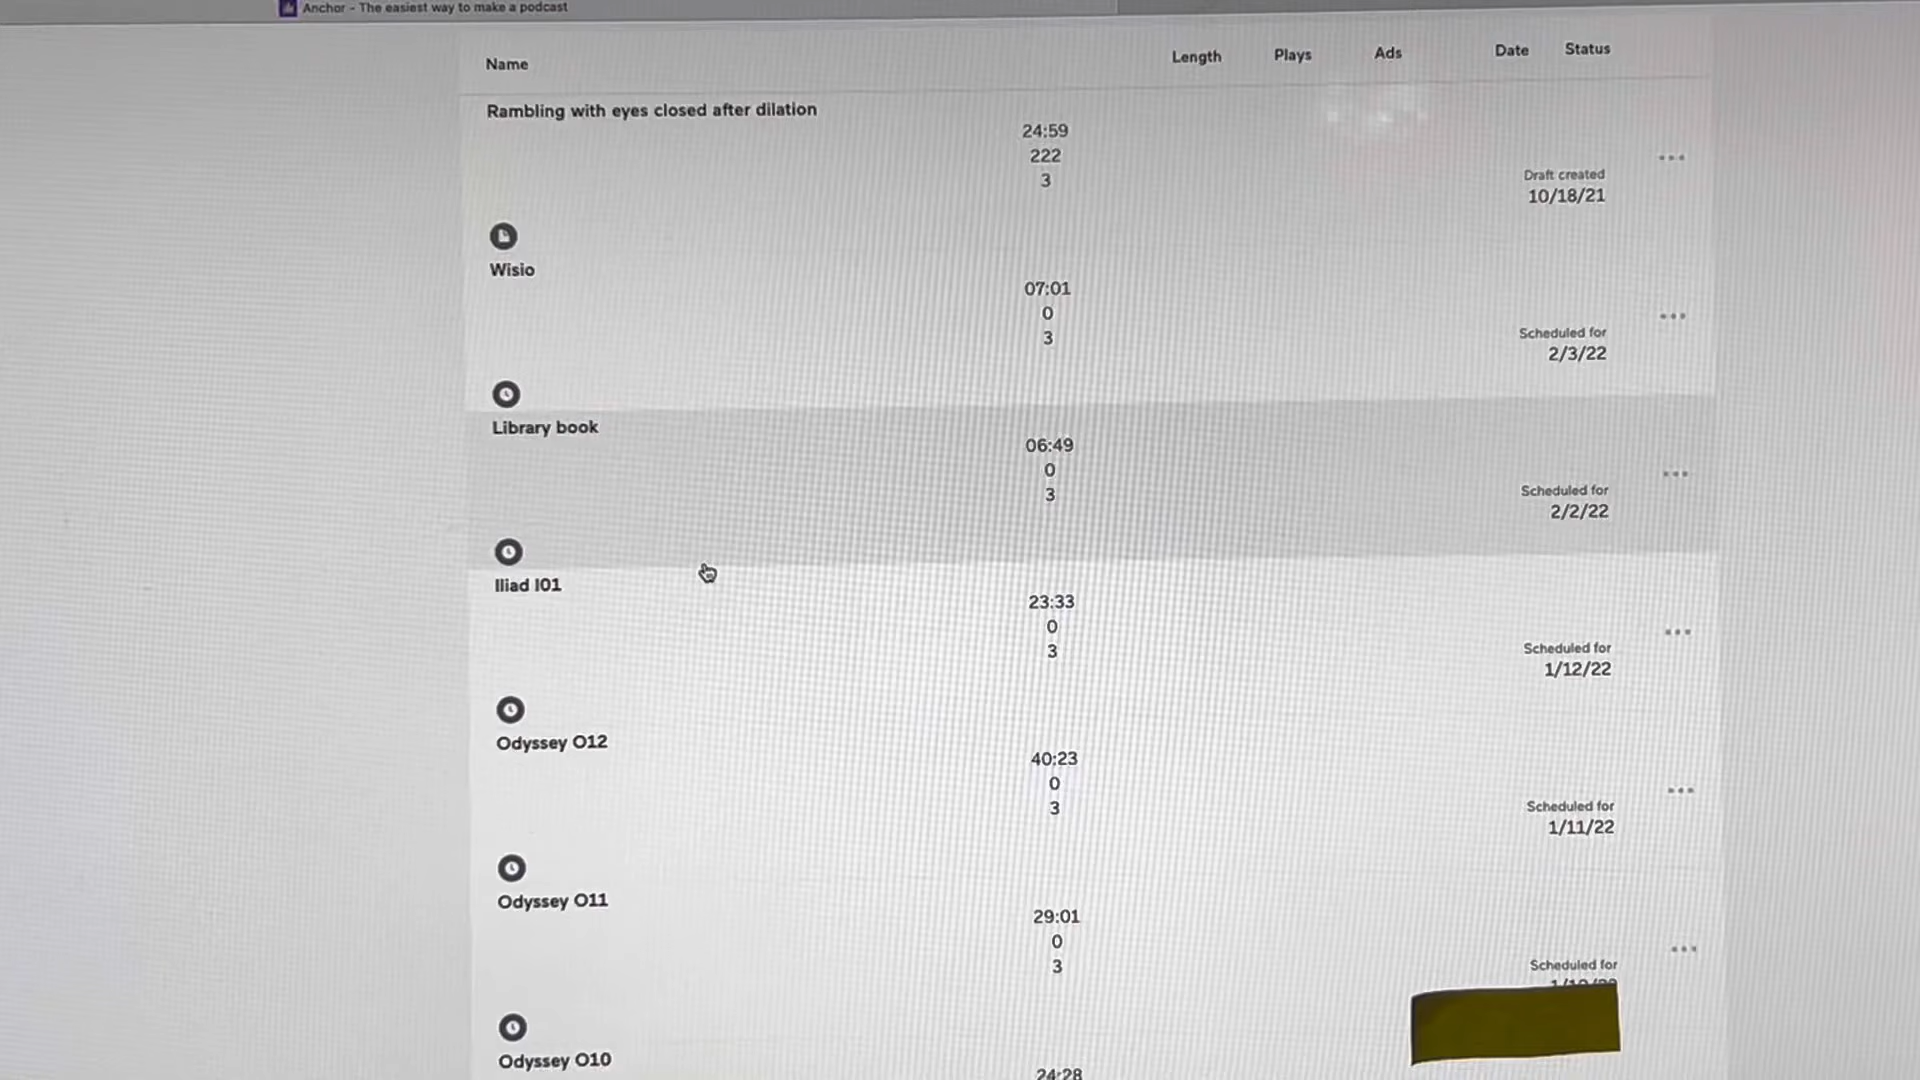 Anchor - The easiest way to make a podcast
Name Length Plays Ads Date Status
Rambling with eyes closed after dilation
24:59
222
3
Draft created
10/18/21
Wisio
07:01
0
3
Scheduled for
2/3/22
Library book
06:49
0
3
Scheduled for
2/2/22
Iliad I01
23:33
0
3
Scheduled for
1/12/22
Odyssey O12
40:23
0
3
Scheduled for
1/11/22
Odyssey O11
29:01
0
3
Scheduled for
Odyssey O10
24:28